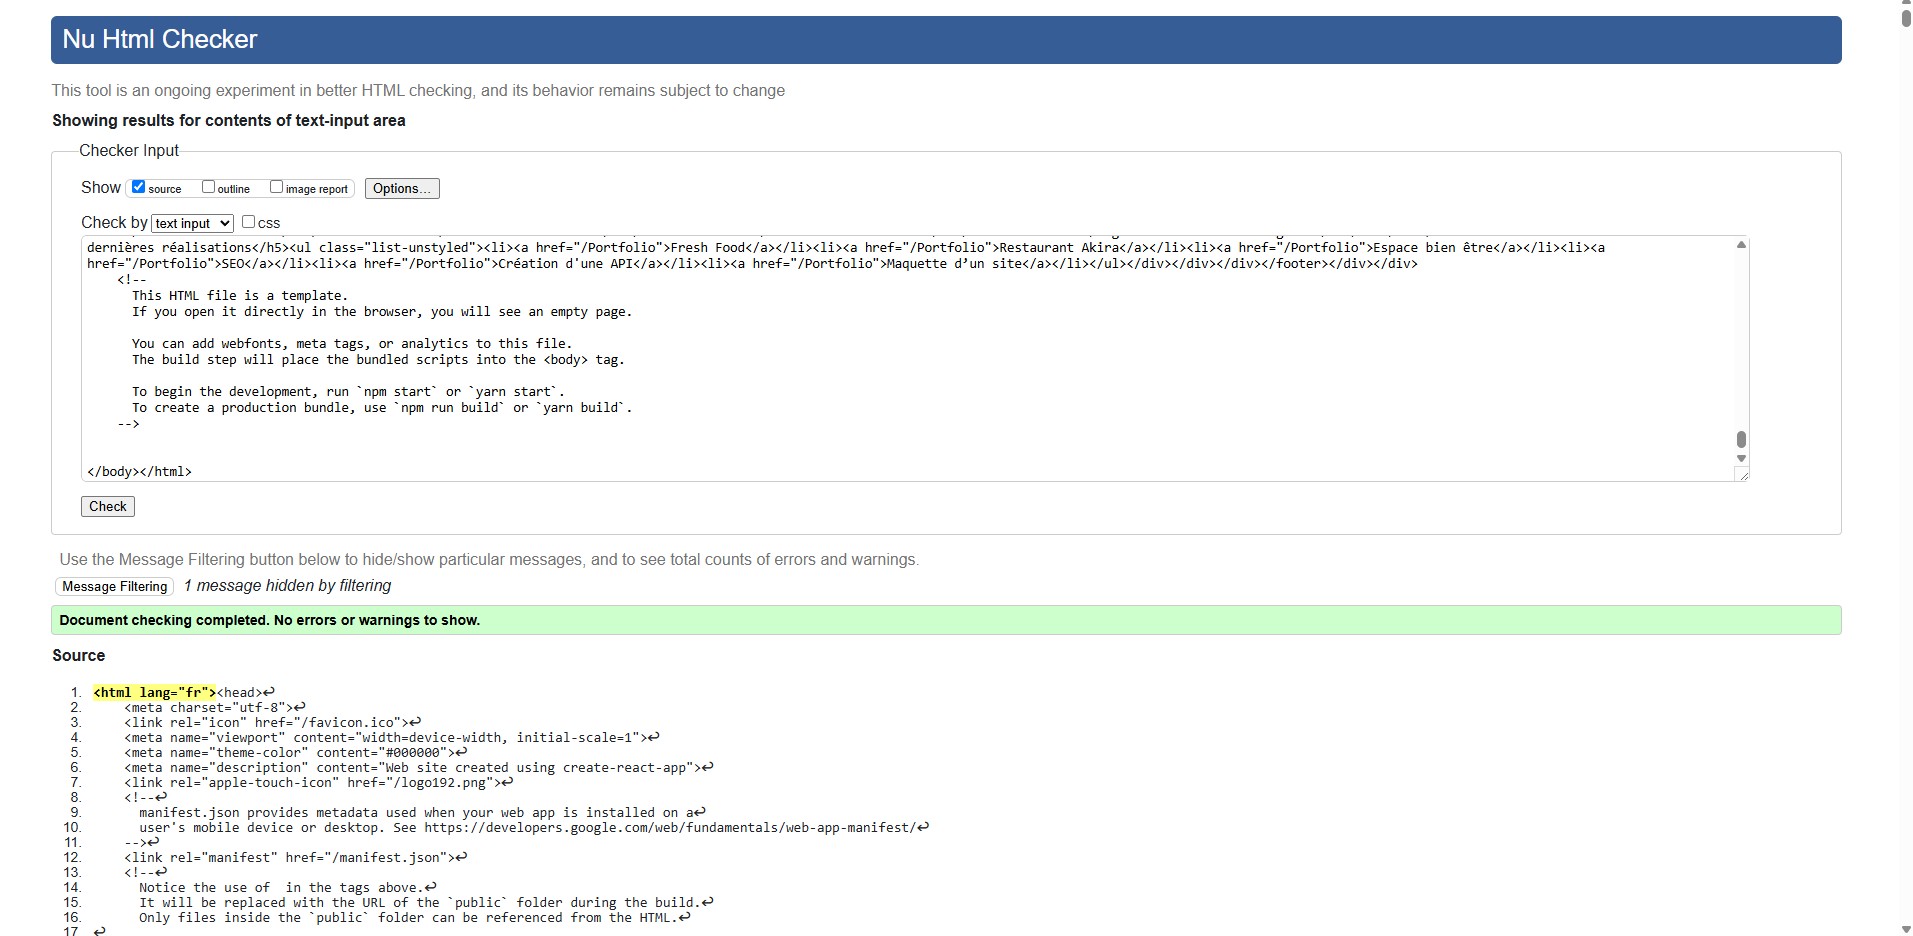 Nu Html Checker
This tool is an ongoing experiment in better HTML checking, and its behavior remains subject to change
Showing results for contents of text-input area
Checker Input
Show source outline image report Options...
Check by text input css
dernières réalisations</h5><ul class="list-unstyled"><li><a href="/Portfolio">Fresh Food</a></li><li><a href="/Portfolio">Restaurant Akira</a></li><li><a href="/Portfolio">Espace bien être</a></li><li><a
href="/Portfolio">SEO</a></li><li><a href="/Portfolio">Création d'une API</a></li><li><a href="/Portfolio">Maquette d’un site</a></li></ul></div></div></div></footer></div></div>
<!--
This HTML file is a template.
If you open it directly in the browser, you will see an empty page.
You can add webfonts, meta tags, or analytics to this file.
The build step will place the bundled scripts into the <body> tag.
To begin the development, run `npm start` or `yarn start`.
To create a production bundle, use `npm run build` or `yarn build`.
-->
</body></html>
Check
Use the Message Filtering button below to hide/show particular messages, and to see total counts of errors and warnings.
Message Filtering 1 message hidden by filtering
Document checking completed. No errors or warnings to show.
Source
1. <html lang="fr"><head>↩
2. <meta charset="utf-8">↩
3. <link rel="icon" href="/favicon.ico">↩
4. <meta name="viewport" content="width=device-width, initial-scale=1">↩
5. <meta name="theme-color" content="#000000">↩
6. <meta name="description" content="Web site created using create-react-app">↩
7. <link rel="apple-touch-icon" href="/logo192.png">↩
8. <!--↩
9. manifest.json provides metadata used when your web app is installed on a↩
10. user's mobile device or desktop. See https://developers.google.com/web/fundamentals/web-app-manifest/↩
11. -->↩
12. <link rel="manifest" href="/manifest.json">↩
13. <!--↩
14. Notice the use of  in the tags above.↩
15. It will be replaced with the URL of the `public` folder during the build.↩
16. Only files inside the `public` folder can be referenced from the HTML.↩
17 ↩